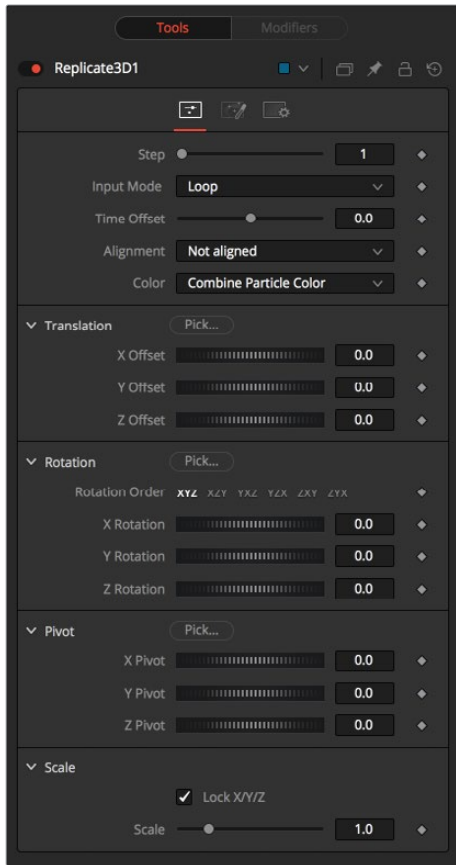 Tools Modifiers
Replicate3D1
Step 1
Input Mode Loop
Time Offset 0.0
Alignment Not aligned
Color Combine Particle Color
Translation Pick...
X Offset 0.0
Y Offset 0.0
Z Offset 0.0
Rotation Pick...
Rotation Order XYZ XZY YXZ YZX ZXY ZYX
X Rotation 0.0
Y Rotation 0.0
Z Rotation 0.0
Pivot Pick...
X Pivot 0.0
Y Pivot 0.0
Z Pivot 0.0
Scale
Lock X/Y/Z
Scale 1.0